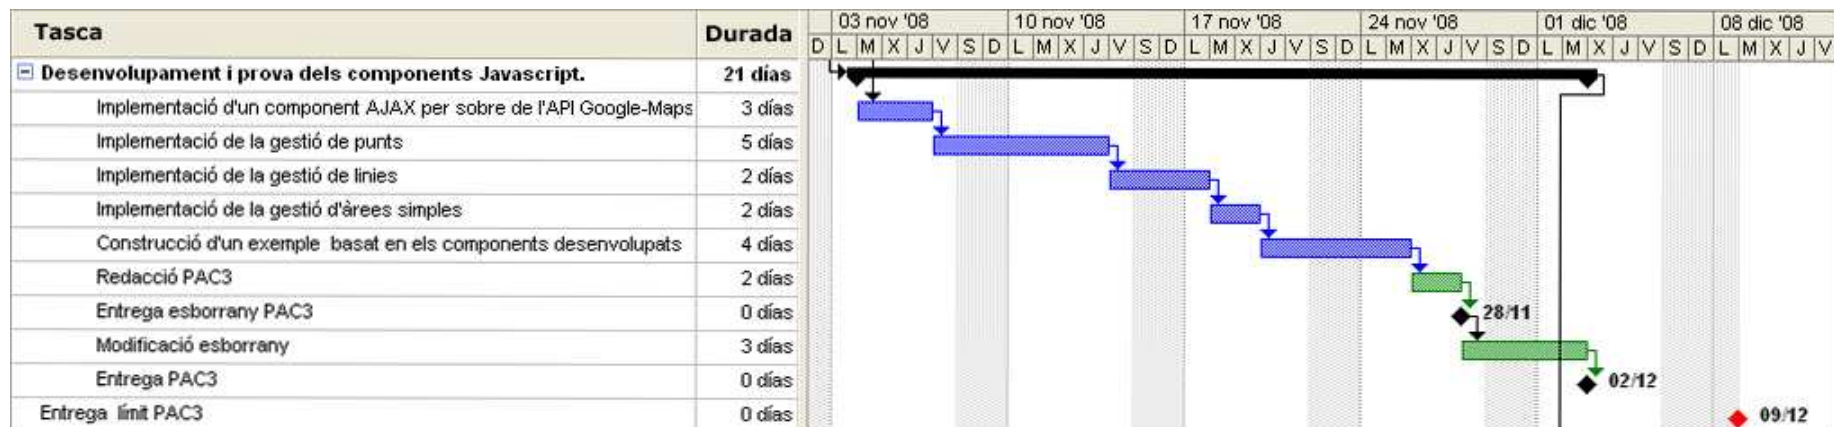 Tasca Durada 03 nov '08 10 nov '08 17 nov '08 24 nov '08 01 dic '08 08 dic '08
D L M X J V S D L M X J V S D L M X J V S D L M X J V S D L M X J V S D L M X J V
Desenvolupament i prova dels components Javascript. 21 días
Implementació d'un component AJAX per sobre de l'API Google-Maps 3 días
Implementació de la gestió de punts 5 días
Implementació de la gestió de linies 2 días
Implementació de la gestió d'àrees simples 2 días
Construcció d'un exemple basat en els components desenvolupats 4 días
Redacció PAC3 2 días
Entrega esborrany PAC3 0 días 28/11
Modificació esborrany 3 días
Entrega PAC3 0 días 02/12
Entrega límit PAC3 0 días 09/12